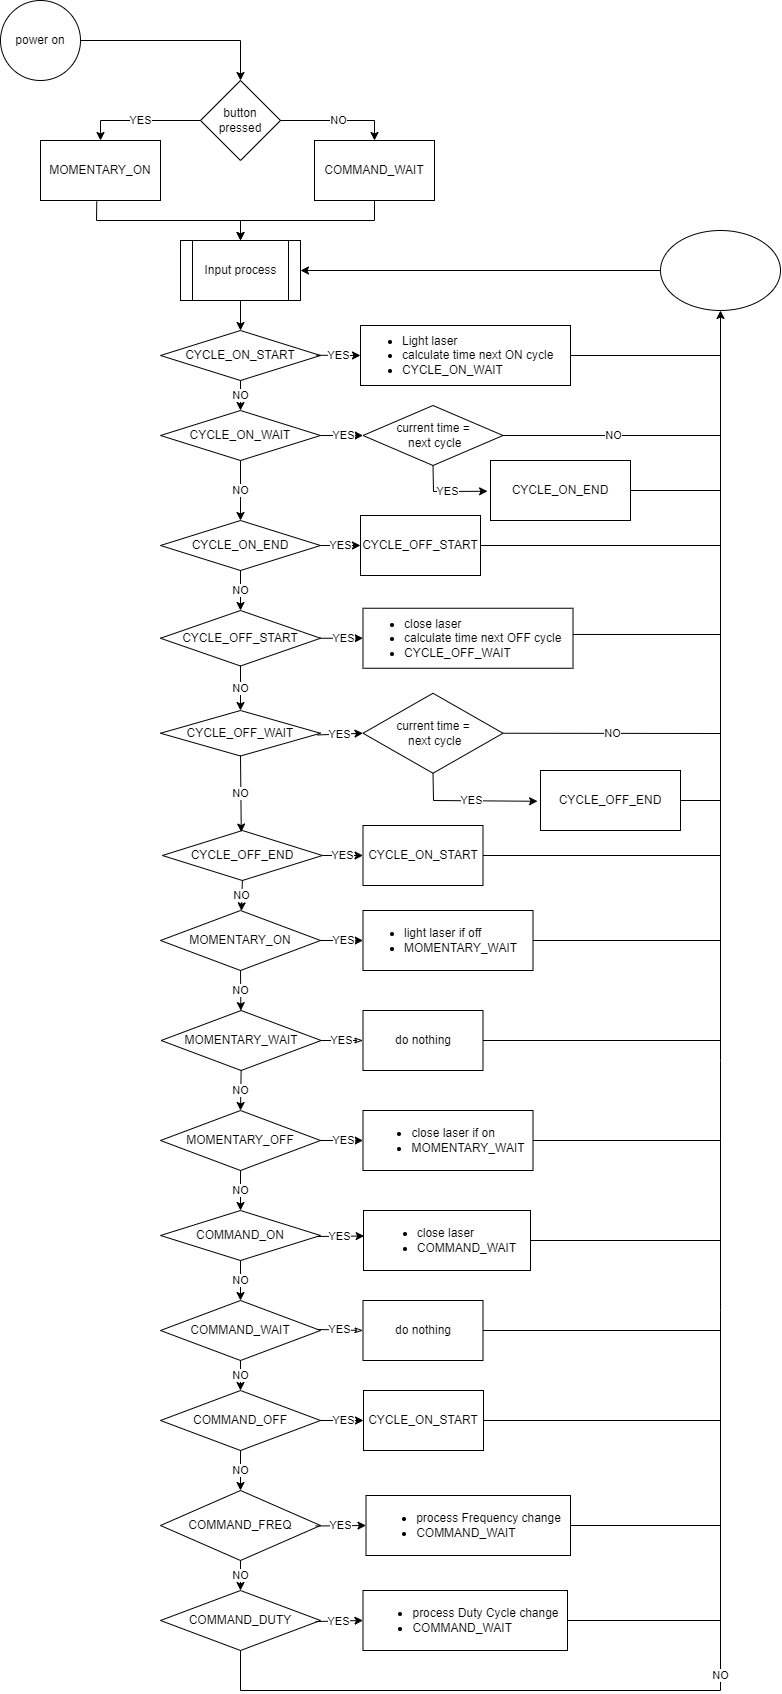 power on
button
pressed
YES
NO
MOMENTARY_ON
COMMAND_WAIT
Input process
CYCLE_ON_START
YES
• Light laser
• calculate time next ON cycle
• CYCLE_ON_WAIT
NO
CYCLE_ON_WAIT
YES
current time =
next cycle
NO
YES
CYCLE_ON_END
NO
CYCLE_ON_END
YES
CYCLE_OFF_START
NO
CYCLE_OFF_START
YES
• close laser
• calculate time next OFF cycle
• CYCLE_OFF_WAIT
NO
CYCLE_OFF_WAIT
YES
current time =
next cycle
NO
YES
CYCLE_OFF_END
NO
CYCLE_OFF_END
YES
CYCLE_ON_START
NO
MOMENTARY_ON
YES
• light laser if off
• MOMENTARY_WAIT
NO
MOMENTARY_WAIT
YES
do nothing
NO
MOMENTARY_OFF
YES
• close laser if on
• MOMENTARY_WAIT
NO
COMMAND_ON
YES
• close laser
• COMMAND_WAIT
NO
COMMAND_WAIT
YES
do nothing
NO
COMMAND_OFF
YES
CYCLE_ON_START
NO
COMMAND_FREQ
YES
• process Frequency change
• COMMAND_WAIT
NO
COMMAND_DUTY
YES
• process Duty Cycle change
• COMMAND_WAIT
NO